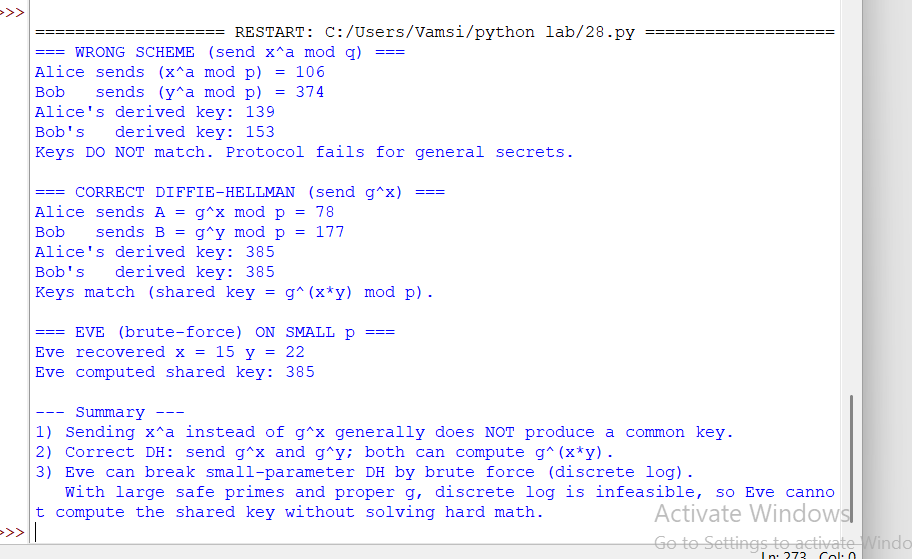 >>>
=================== RESTART: C:/Users/Vamsi/python lab/28.py ===================
=== WRONG SCHEME (send x^a mod q) ===
Alice sends (x^a mod p) = 106
Bob   sends (y^a mod p) = 374
Alice's derived key: 139
Bob's   derived key: 153
Keys DO NOT match. Protocol fails for general secrets.

=== CORRECT DIFFIE-HELLMAN (send g^x) ===
Alice sends A = g^x mod p = 78
Bob   sends B = g^y mod p = 177
Alice's derived key: 385
Bob's   derived key: 385
Keys match (shared key = g^(x*y) mod p).

=== EVE (brute-force) ON SMALL p ===
Eve recovered x = 15 y = 22
Eve computed shared key: 385

--- Summary ---
1) Sending x^a instead of g^x generally does NOT produce a common key.
2) Correct DH: send g^x and g^y; both can compute g^(x*y).
3) Eve can break small-parameter DH by brute force (discrete log).
   With large safe primes and proper g, discrete log is infeasible, so Eve canno
t compute the shared key without solving hard math.
>>>
Activate Windows
Go to Settings to activate Windo
Ln: 273 Col: 0